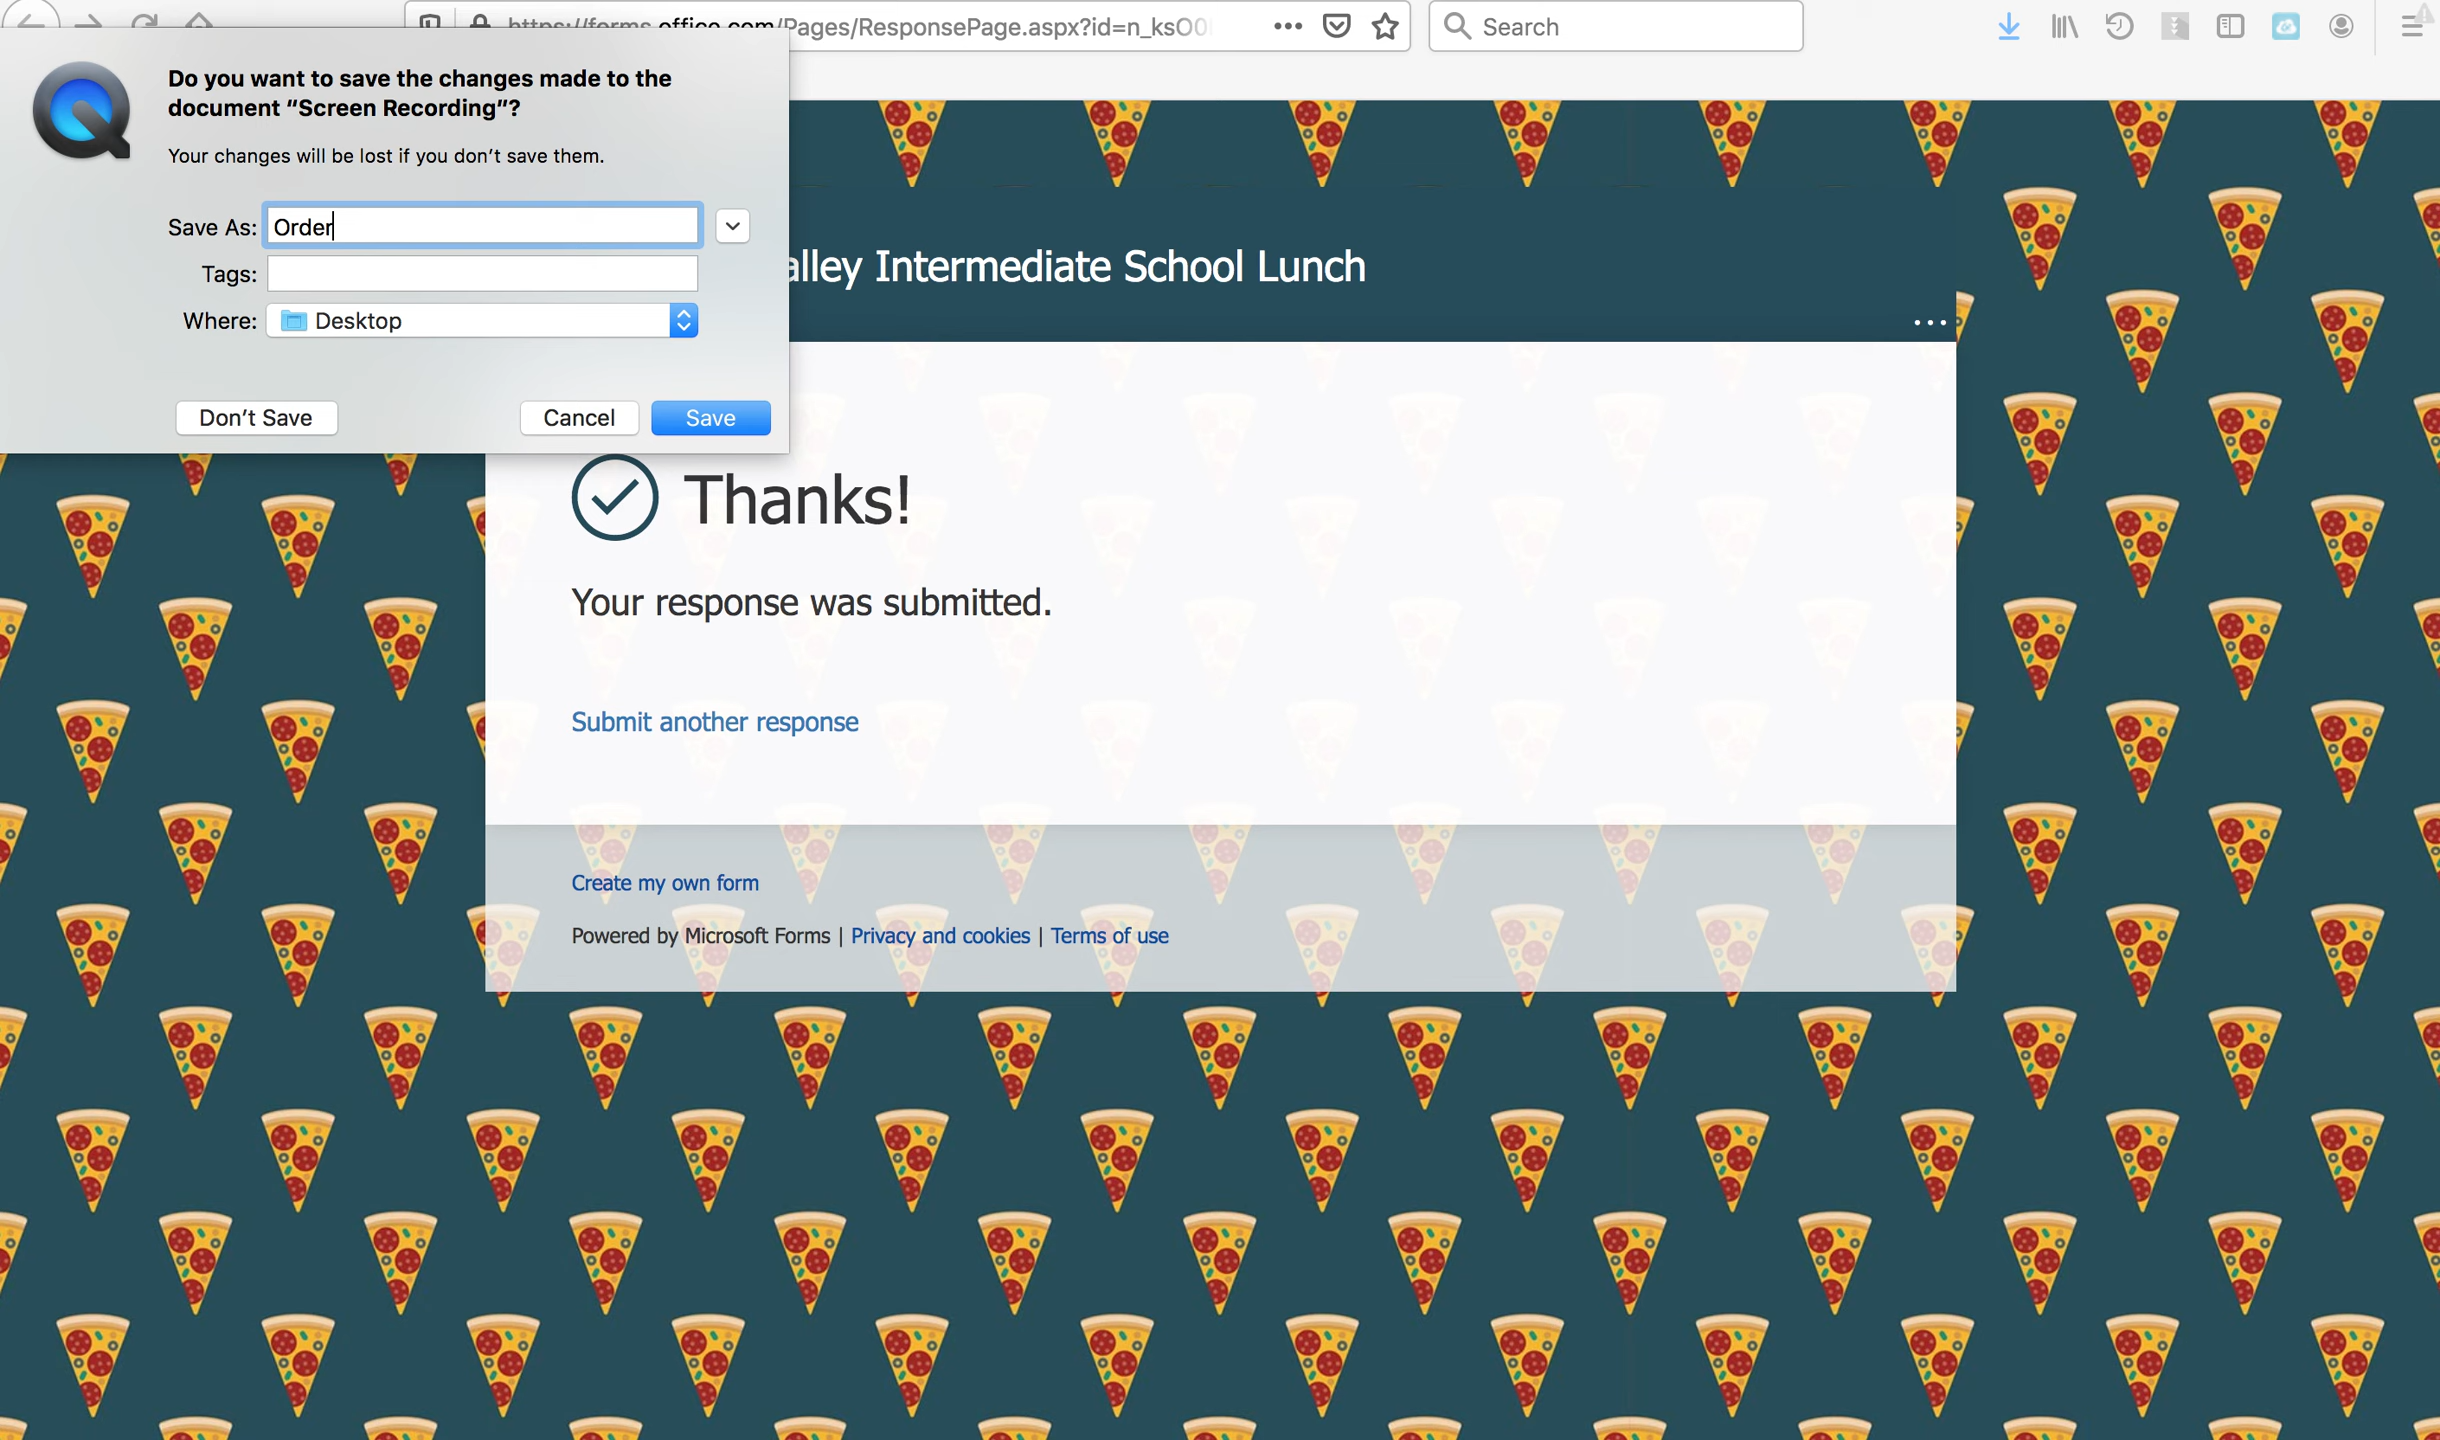 https://forms.office.com/Pages/ResponsePage.aspx?id=n_ksO0
Search
Do you want to save the changes made to the
document “Screen Recording”?
Your changes will be lost if you don’t save them.
Save As: Order
Tags:
Where: Desktop
Don’t Save
Cancel
Save
alley Intermediate School Lunch
Thanks!
Your response was submitted.
Submit another response
Create my own form
Powered by Microsoft Forms | Privacy and cookies | Terms of use